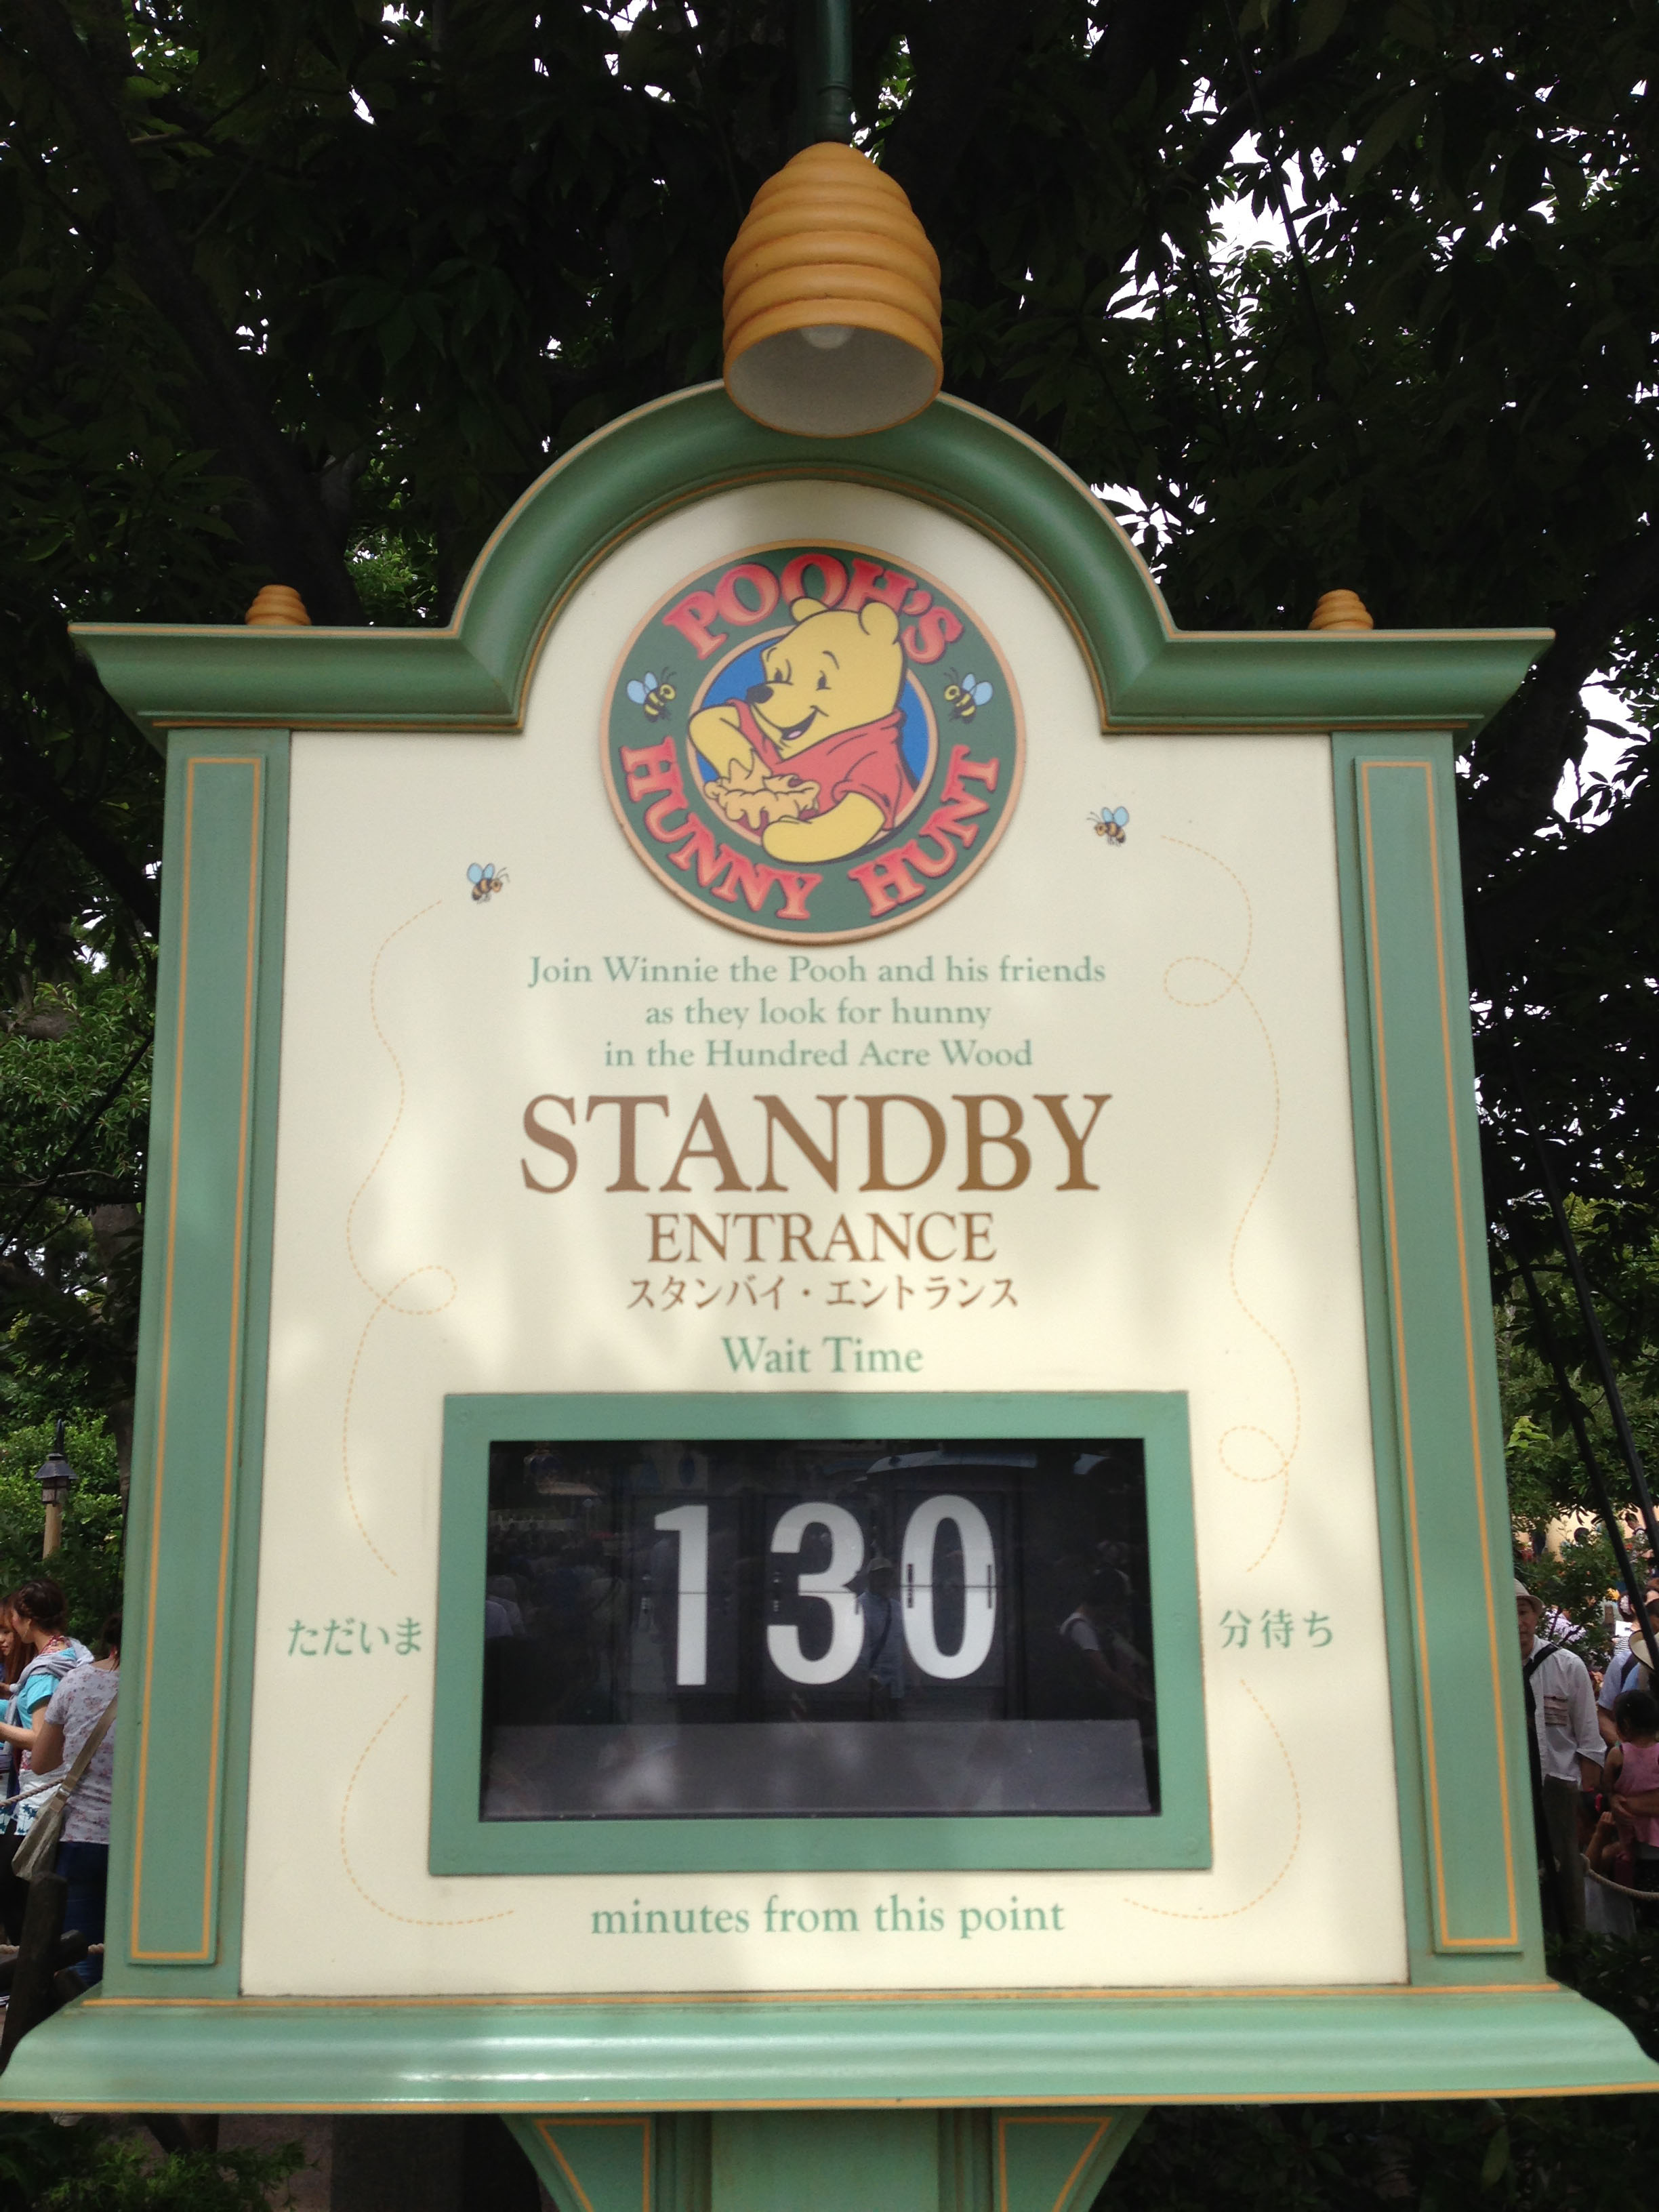 POOH'S
HUNNY HUNT
Join Winnie the Pooh and his friends
as they look for hunny
in the Hundred Acre Wood
STANDBY
ENTRANCE
スタンバイ・エントランス
Wait Time
130
ただいま 分待ち
minutes from this point